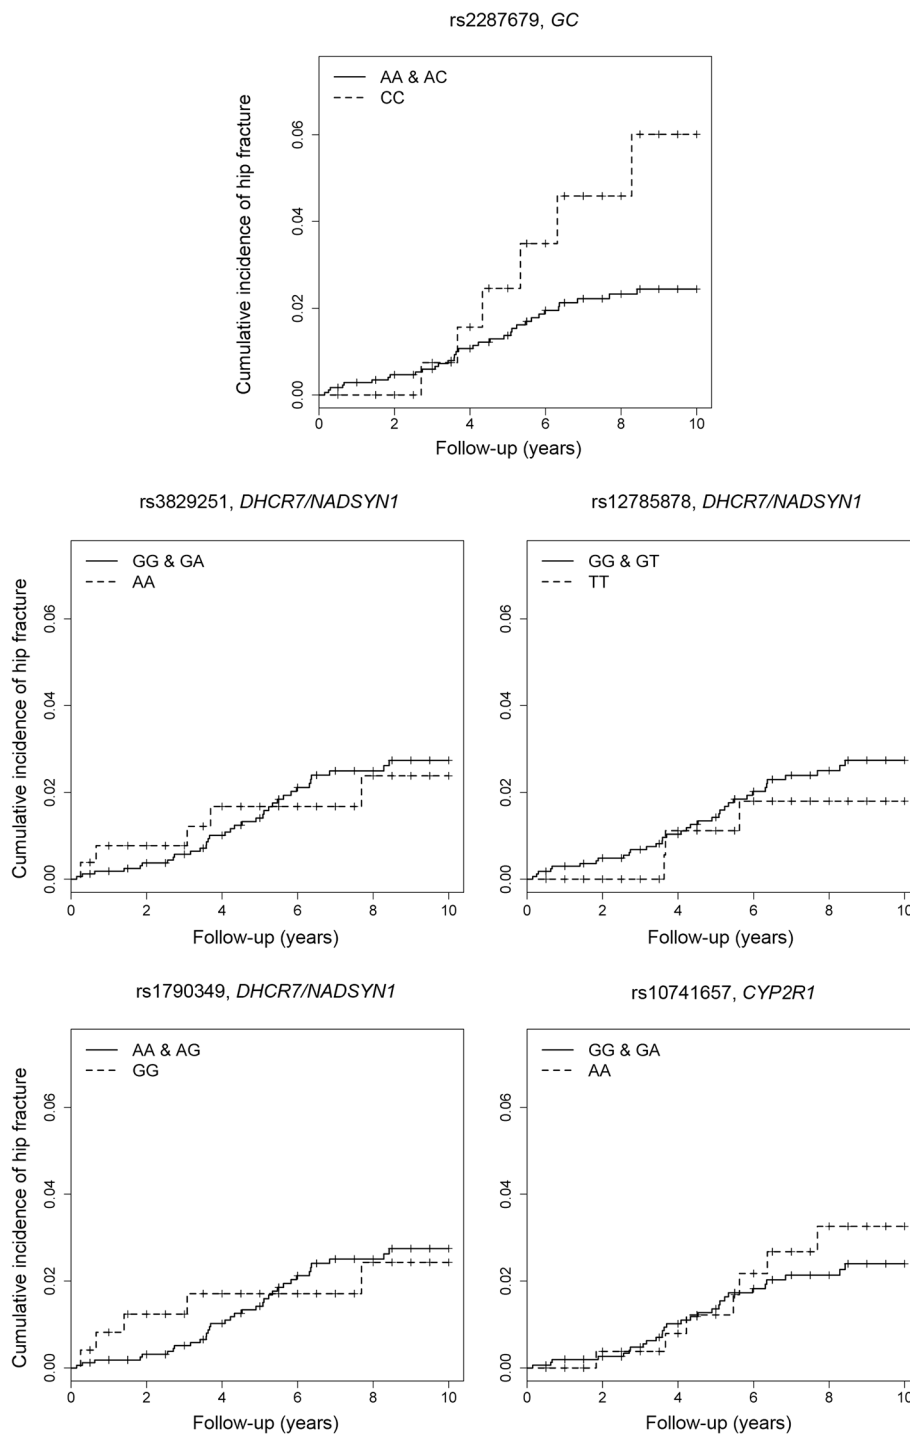 rs2287679, GC
AA & AC
CC
Cumulative incidence of hip fracture
0.00 0.02 0.04 0.06
0 2 4 6 8 10
Follow-up (years)
rs3829251, DHCR7/NADSYN1
GG & GA
AA
Cumulative incidence of hip fracture
0.00 0.02 0.04 0.06
0 2 4 6 8 10
Follow-up (years)
rs12785878, DHCR7/NADSYN1
GG & GT
TT
0.00 0.02 0.04 0.06
0 2 4 6 8 10
Follow-up (years)
rs1790349, DHCR7/NADSYN1
AA & AG
GG
Cumulative incidence of hip fracture
0.00 0.02 0.04 0.06
0 2 4 6 8 10
Follow-up (years)
rs10741657, CYP2R1
GG & GA
AA
0.00 0.02 0.04 0.06
0 2 4 6 8 10
Follow-up (years)